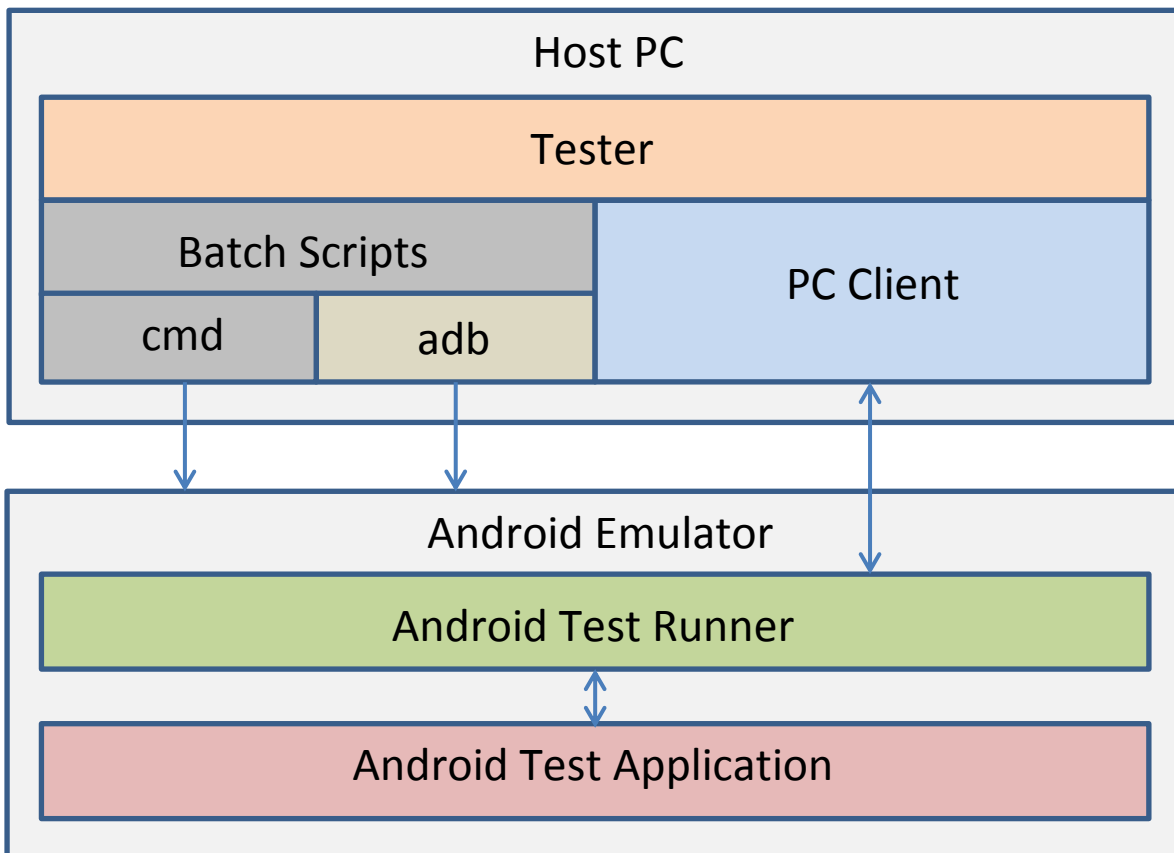 Host PC
Tester
Batch Scripts
PC Client
cmd
adb
Android Emulator
Android Test Runner
Android Test Application